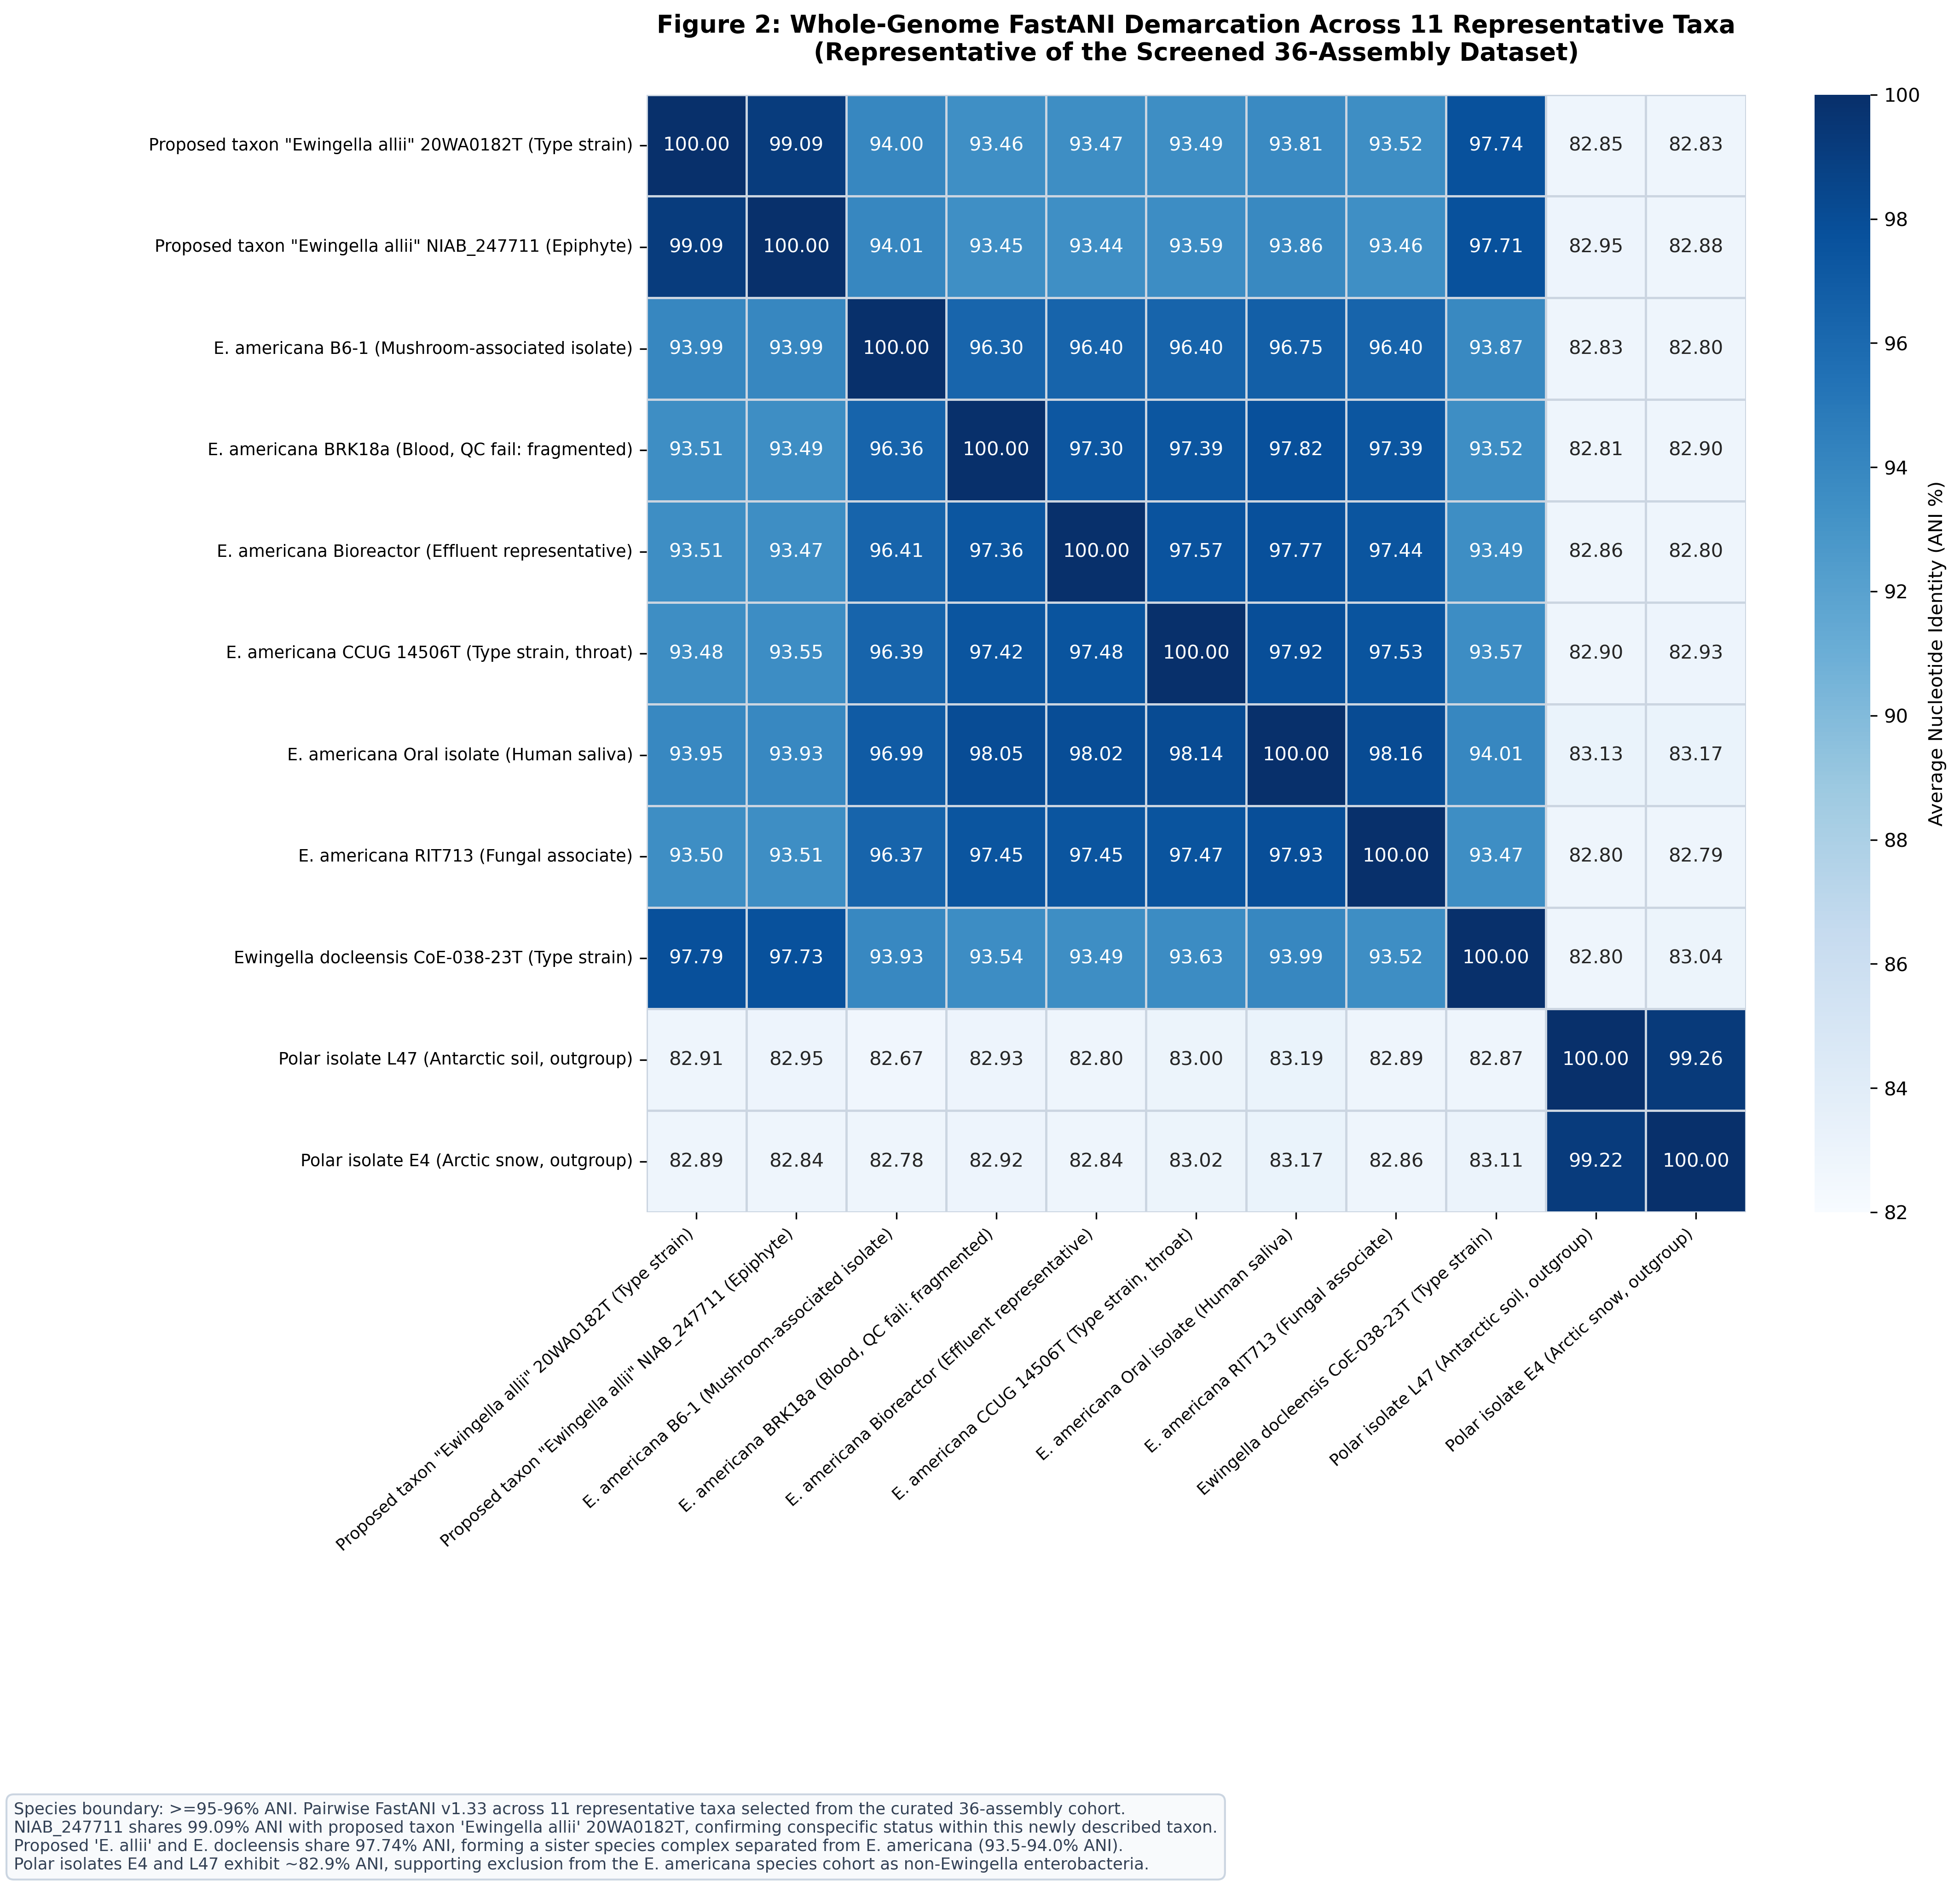 Figure 2: Whole-Genome FastANI Demarcation Across 11 Representative Taxa
(Representative of the Screened 36-Assembly Dataset)
Proposed taxon "Ewingella allii" 20WA0182T (Type strain) 100.00 99.09 94.00 93.46 93.47 93.49 93.81 93.52 97.74 82.85 82.83
Proposed taxon "Ewingella allii" NIAB_247711 (Epiphyte) 99.09 100.00 94.01 93.45 93.44 93.59 93.86 93.46 97.71 82.95 82.88
E. americana B6-1 (Mushroom-associated isolate) 93.99 93.99 100.00 96.30 96.40 96.40 96.75 96.40 93.87 82.83 82.80
E. americana BRK18a (Blood, QC fail: fragmented) 93.51 93.49 96.36 100.00 97.30 97.39 97.82 97.39 93.52 82.81 82.90
E. americana Bioreactor (Effluent representative) 93.51 93.47 96.41 97.36 100.00 97.57 97.77 97.44 93.49 82.86 82.80
E. americana CCUG 14506T (Type strain, throat) 93.48 93.55 96.39 97.42 97.48 100.00 97.92 97.53 93.57 82.90 82.93
E. americana Oral isolate (Human saliva) 93.95 93.93 96.99 98.05 98.02 98.14 100.00 98.16 94.01 83.13 83.17
E. americana RIT713 (Fungal associate) 93.50 93.51 96.37 97.45 97.45 97.47 97.93 100.00 93.47 82.80 82.79
Ewingella docleensis CoE-038-23T (Type strain) 97.79 97.73 93.93 93.54 93.49 93.63 93.99 93.52 100.00 82.80 83.04
Polar isolate L47 (Antarctic soil, outgroup) 82.91 82.95 82.67 82.93 82.80 83.00 83.19 82.89 82.87 100.00 99.26
Polar isolate E4 (Arctic snow, outgroup) 82.89 82.84 82.78 82.92 82.84 83.02 83.17 82.86 83.11 99.22 100.00
Proposed taxon "Ewingella allii" 20WA0182T (Type strain)
Proposed taxon "Ewingella allii" NIAB_247711 (Epiphyte)
E. americana B6-1 (Mushroom-associated isolate)
E. americana BRK18a (Blood, QC fail: fragmented)
E. americana Bioreactor (Effluent representative)
E. americana CCUG 14506T (Type strain, throat)
E. americana Oral isolate (Human saliva)
E. americana RIT713 (Fungal associate)
Ewingella docleensis CoE-038-23T (Type strain)
Polar isolate L47 (Antarctic soil, outgroup)
Polar isolate E4 (Arctic snow, outgroup)
100
98
96
94
92
90
88
86
84
82
Average Nucleotide Identity (ANI %)
Species boundary: >=95-96% ANI. Pairwise FastANI v1.33 across 11 representative taxa selected from the curated 36-assembly cohort.
NIAB_247711 shares 99.09% ANI with proposed taxon 'Ewingella allii' 20WA0182T, confirming conspecific status within this newly described taxon.
Proposed 'E. allii' and E. docleensis share 97.74% ANI, forming a sister species complex separated from E. americana (93.5-94.0% ANI).
Polar isolates E4 and L47 exhibit ~82.9% ANI, supporting exclusion from the E. americana species cohort as non-Ewingella enterobacteria.